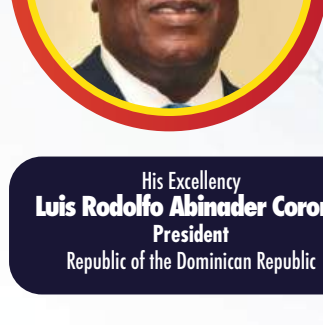 His Excellency
Luis Rodolfo Abinader Coron
President
Republic of the Dominican Republic